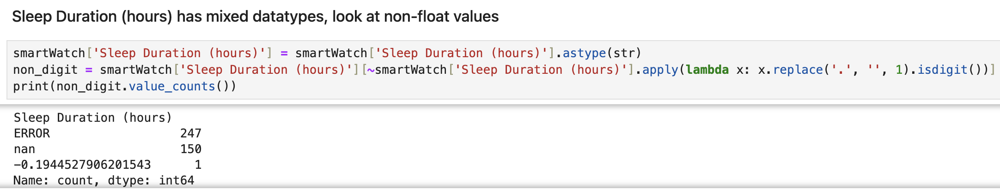 Sleep Duration (hours) has mixed datatypes, look at non-float values
smartWatch['Sleep Duration (hours)'] = smartWatch['Sleep Duration (hours)'].astype(str)
non_digit = smartWatch['Sleep Duration (hours)'][~smartWatch['Sleep Duration (hours)'].apply(lambda x: x.replace('.', '', 1).isdigit())]
print(non_digit.value_counts())
Sleep Duration (hours)
ERROR                  247
nan                    150
-0.1944527906201543      1
Name: count, dtype: int64